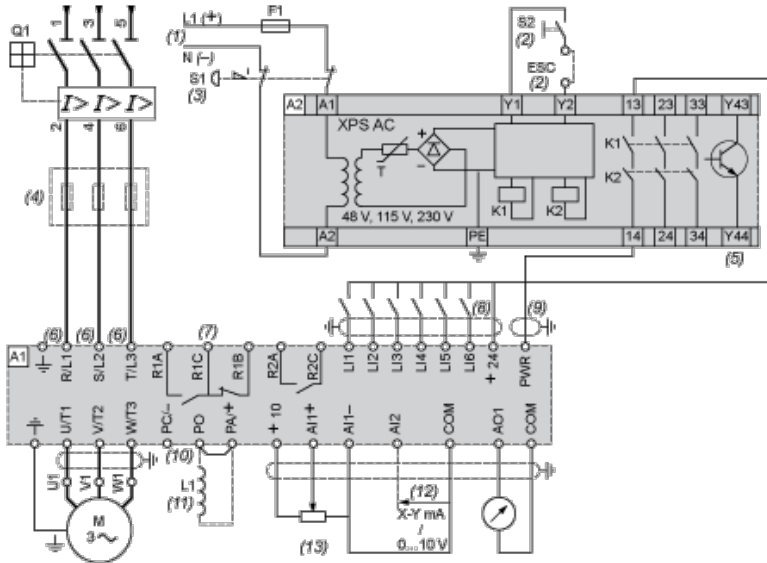 1 3 5
Q1
I> I> I>
2 4 6
(4)
L1 (+) F1
(1)
N (–)
S1
(3)
S2
(2)
ESC
(2)
A2 A1 Y1 Y2 13 23 33 Y43
XPS AC
T
+
–
K1
K2
K1 K2
48 V, 115 V, 230 V
A2 PE 14 24 34 Y44
(5)
(8) (9)
(6) (6) (6) (7)
A1
R/L1 S/L2 T/L3 R1A R1C R1B R2A R2C LI1 LI2 LI3 LI4 LI5 LI6 + 24 PWR
U/T1 V/T2 W/T3 PC/– PO PA/+ + 10 AI1+ AI1– AI2 COM AO1 COM
(10)
U1 V1 W1
L1
(11)
(12)
X-Y mA
/
0...10 V
(13)
M
3~